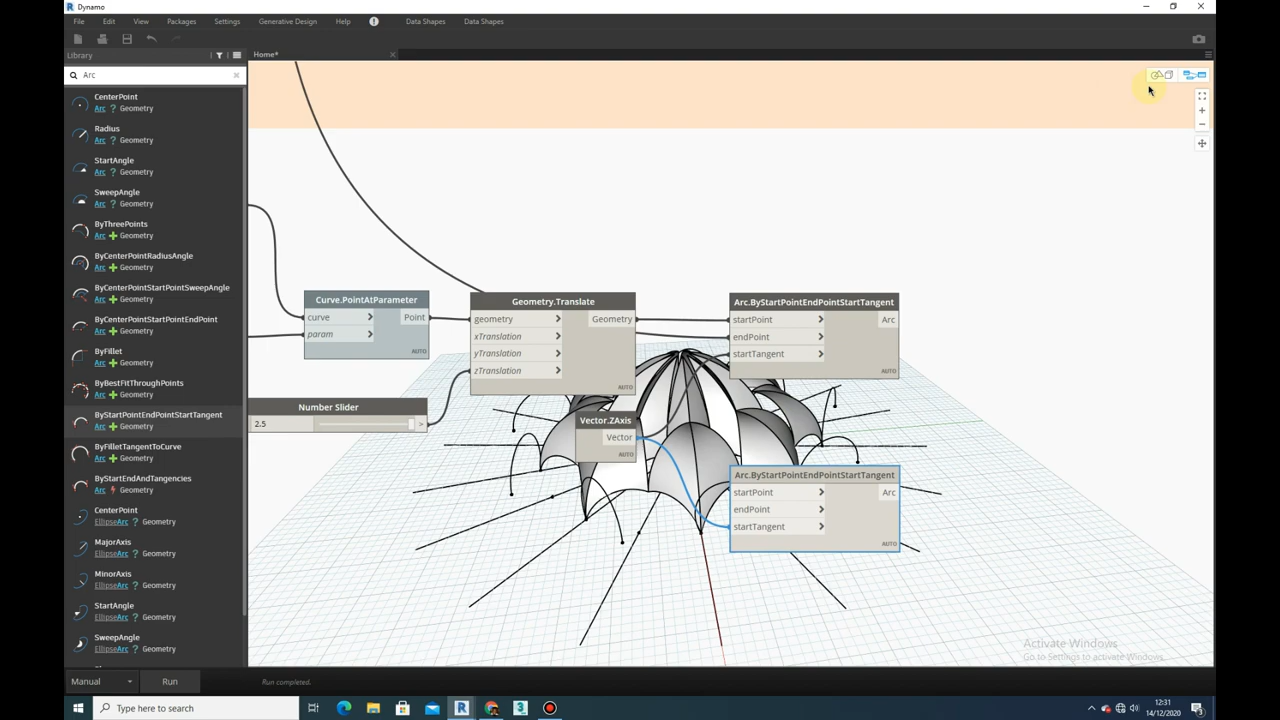 Dynamo
File Edit View Packages Settings Generative Design Help Data Shapes Data Shapes
Library
Home*
Arc
CenterPoint
Arc ? Geometry
Radius
Arc ? Geometry
StartAngle
Arc ? Geometry
SweepAngle
Arc ? Geometry
ByThreePoints
Arc + Geometry
ByCenterPointRadiusAngle
Arc + Geometry
ByCenterPointStartPointSweepAngle
Arc + Geometry
ByCenterPointStartPointEndPoint
Arc + Geometry
ByFillet
Arc + Geometry
ByBestFitThroughPoints
Arc + Geometry
ByStartPointEndPointStartTangent
Arc + Geometry
ByFilletTangentToCurve
Arc + Geometry
ByStartEndAndTangencies
Arc Geometry
CenterPoint
EllipseArc ? Geometry
MajorAxis
EllipseArc ? Geometry
MinorAxis
EllipseArc ? Geometry
StartAngle
EllipseArc ? Geometry
SweepAngle
EllipseArc ? Geometry
Curve.PointAtParameter
curve > Point
param >
AUTO
Number Slider
2.5 >
Geometry.Translate
geometry > Geometry
xTranslation >
yTranslation >
zTranslation >
AUTO
Vector.ZAxis
Vector
AUTO
Arc.ByStartPointEndPointStartTangent
startPoint > Arc
endPoint >
startTangent >
AUTO
Arc.ByStartPointEndPointStartTangent
startPoint > Arc
endPoint >
startTangent >
AUTO
Activate Windows
Go to Settings to activate Windows.
Manual Run Run completed.
Type here to search
12:31
14/12/2020